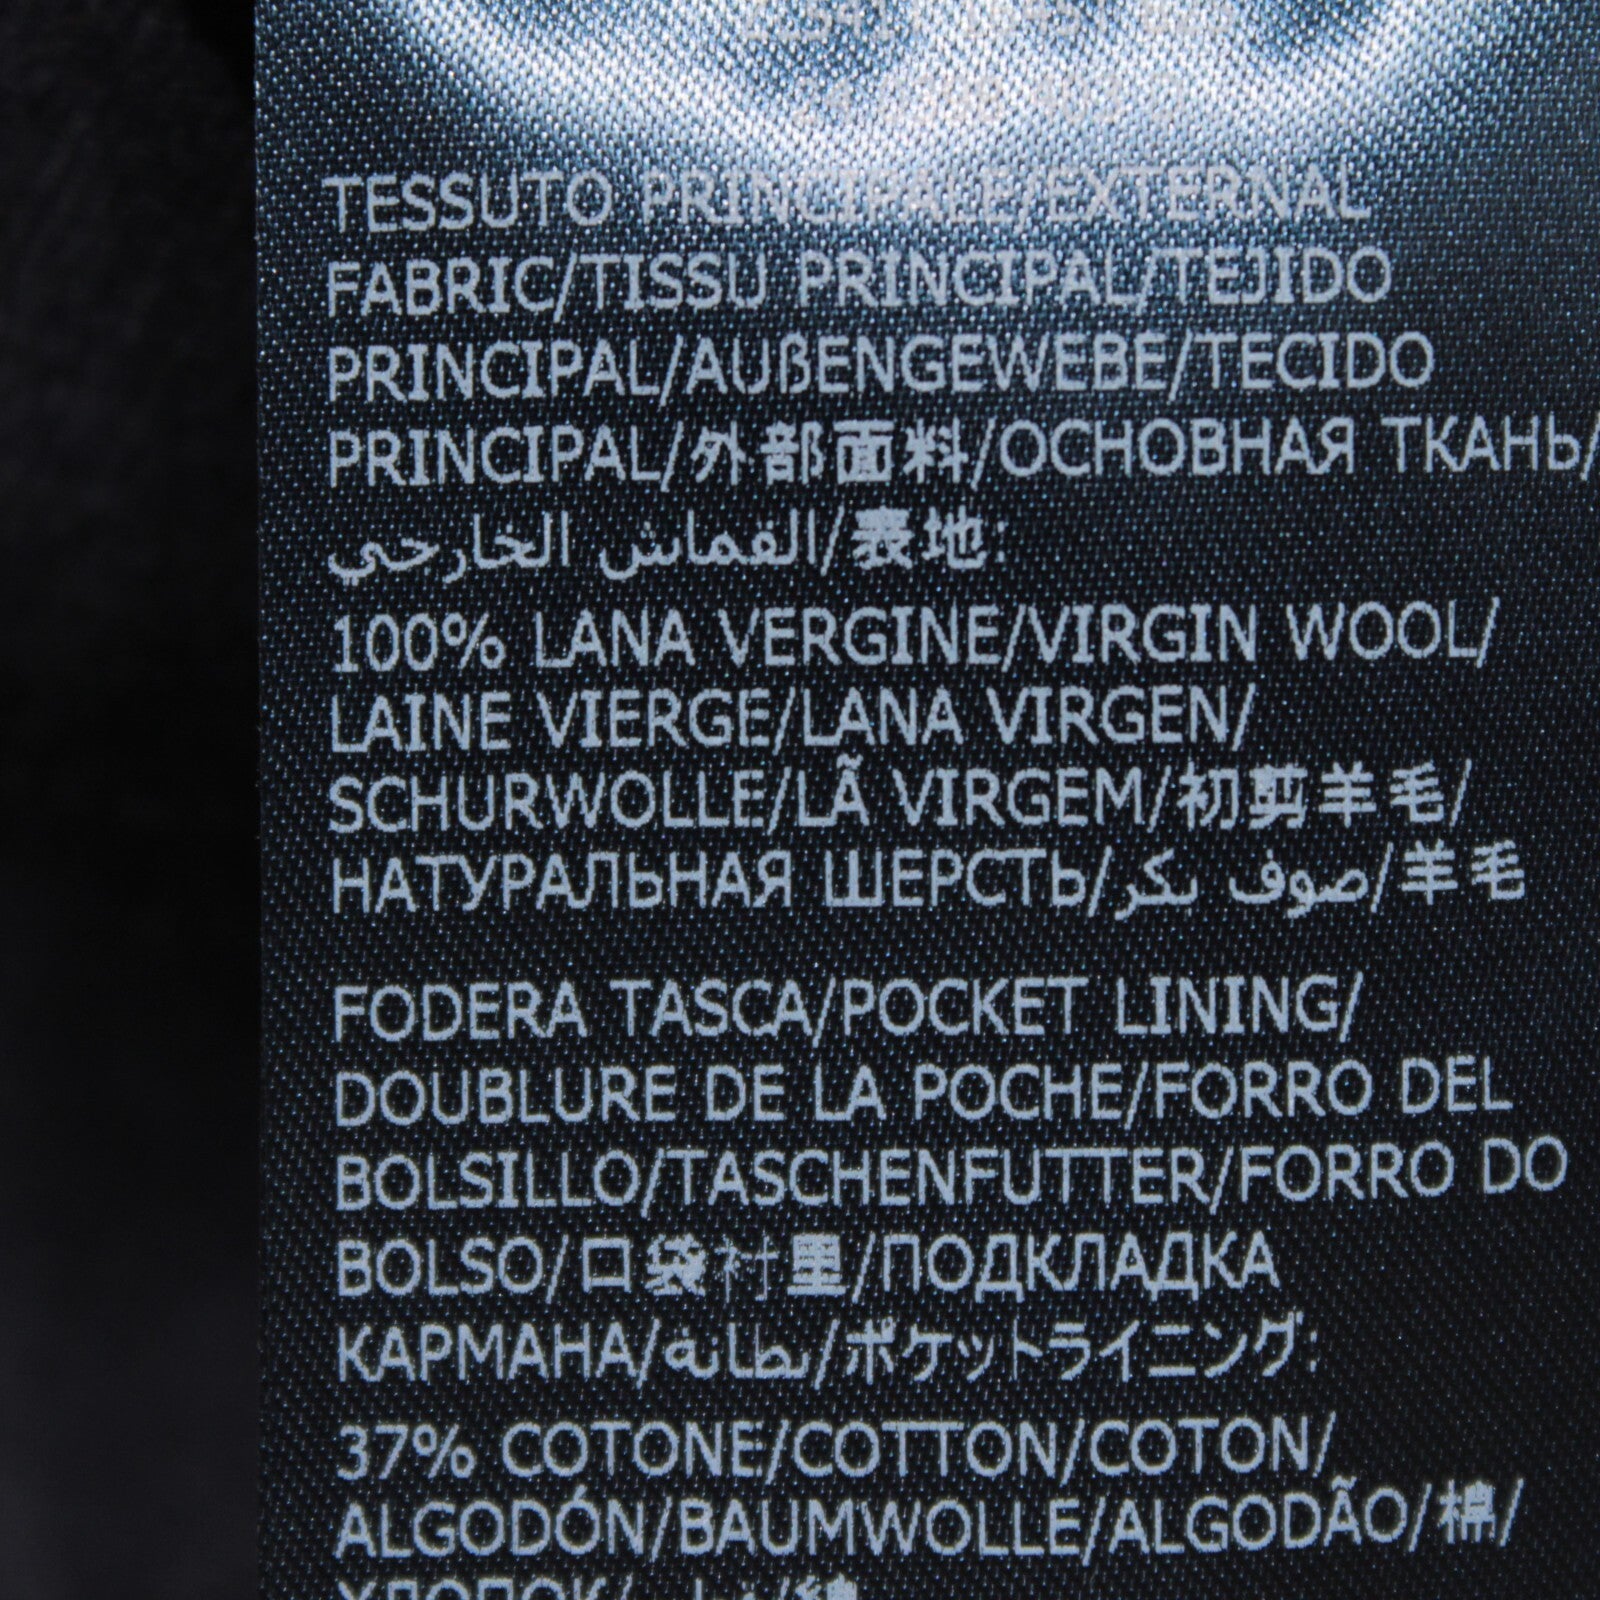 TESSUTO PRINCIPALE/EXTERNAL
FABRIC/TISSU PRINCIPAL/TEJIDO
PRINCIPAL/AUßENGEWEBE/TECIDO
PRINCIPAL/外部面料/ОСНОВНАЯ ТКАНЬ/
القماش الخارجي/表地:
100% LANA VERGINE/VIRGIN WOOL/
LAINE VIERGE/LANA VIRGEN/
SCHURWOLLE/LÃ VIRGEM/初剪羊毛/
НАТУРАЛЬНАЯ ШЕРСТЬ/صوف بكر/羊毛
FODERA TASCA/POCKET LINING/
DOUBLURE DE LA POCHE/FORRO DEL
BOLSILLO/TASCHENFUTTER/FORRO DO
BOLSO/口袋衬里/ПОДКЛАДКА
КАРМАНА/بطانة/ポケットライニング:
37% COTONE/COTTON/COTON/
ALGODÓN/BAUMWOLLE/ALGODÃO/棉/
ХЛОПОК/